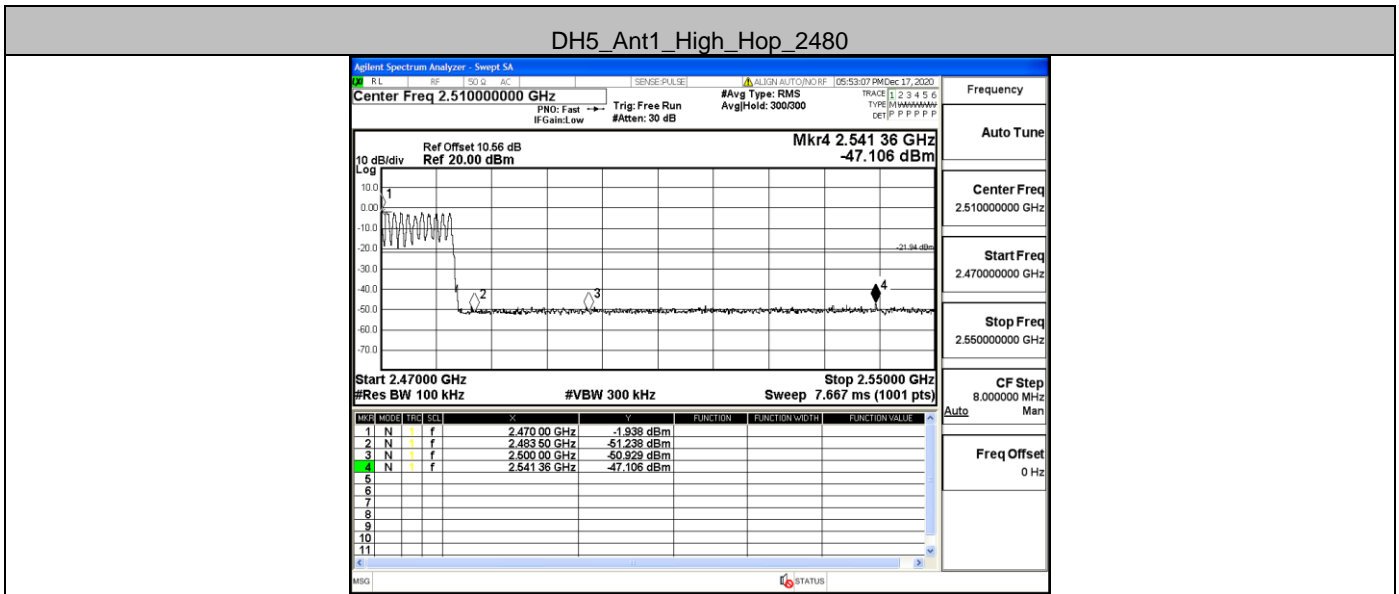 DH5_Ant1_High_Hop_2480
Agilent Spectrum Analyzer - Swept SA
RL RF 50 Ω AC SENSE:PULSE ALIGN AUTO/NO RF 05:53:07 PM Dec 17, 2020
Center Freq 2.510000000 GHz
PNO: Fast
IFGain:Low
Trig: Free Run
#Atten: 30 dB
#Avg Type: RMS
Avg|Hold: 300/300
TRACE 1 2 3 4 5 6
TYPE M WWWWW
DET P P P P P P
Mkr4 2.541 36 GHz
-47.106 dBm
Ref Offset 10.56 dB
10 dB/div Ref 20.00 dBm
Log
10.0
0.00
-10.0
-20.0
-30.0
-40.0
-50.0
-60.0
-70.0
1
2
3
4
-21.94 dBm
Start 2.47000 GHz Stop 2.55000 GHz
#Res BW 100 kHz #VBW 300 kHz Sweep 7.667 ms (1001 pts)
MKR MODE TRC SCL X Y FUNCTION FUNCTION WIDTH FUNCTION VALUE
1 N 1 f 2.470 00 GHz -1.938 dBm
2 N 1 f 2.483 50 GHz -51.238 dBm
3 N 1 f 2.500 00 GHz -50.929 dBm
4 N 1 f 2.541 36 GHz -47.106 dBm
5
6
7
8
9
10
11
MSG STATUS
Frequency
Auto Tune
Center Freq
2.510000000 GHz
Start Freq
2.470000000 GHz
Stop Freq
2.550000000 GHz
CF Step
8.000000 MHz
Auto Man
Freq Offset
0 Hz